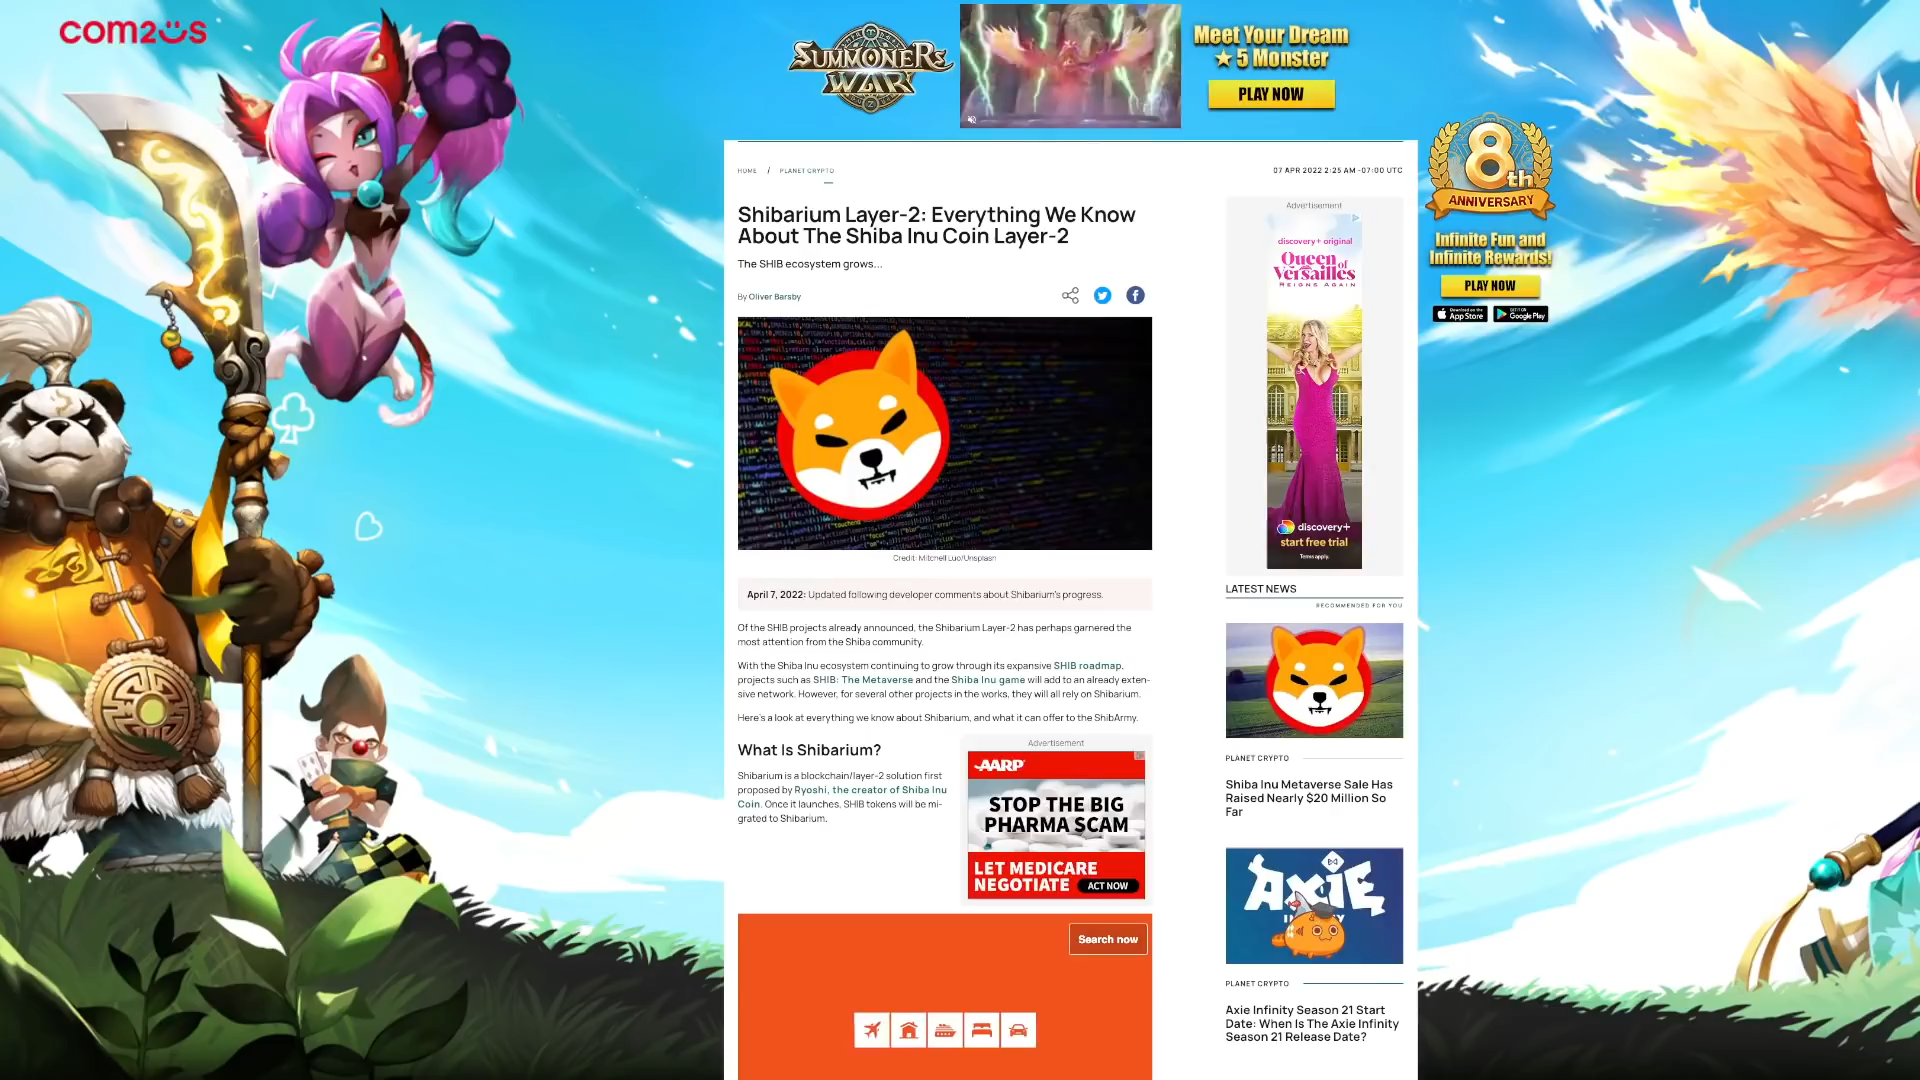 com2us
SUMMONERS
WAR
Meet Your Dream
★ 5 Monster
PLAY NOW
HOME / PLANET CRYPTO
07 APR 2022 2:25 AM -07:00 UTC
Shibarium Layer-2: Everything We Know
About The Shiba Inu Coin Layer-2
The SHIB ecosystem grows...
By Oliver Barsby
Credit: Mitchell Luo/Unsplash
April 7, 2022: Updated following developer comments about Shibarium's progress.
Of the SHIB projects already announced, the Shibarium Layer-2 has perhaps garnered the
most attention from the Shiba community.
With the Shiba Inu ecosystem continuing to grow through its expansive SHIB roadmap,
projects such as SHIB: The Metaverse and the Shiba Inu game will add to an already exten-
sive network. However, for several other projects in the works, they will all rely on Shibarium.
Here's a look at everything we know about Shibarium, and what it can offer to the ShibArmy.
What Is Shibarium?
Shibarium is a blockchain/layer-2 solution first
proposed by Ryoshi, the creator of Shiba Inu
Coin. Once it launches, SHIB tokens will be mi-
grated to Shibarium.
Advertisement
AARP
STOP THE BIG
PHARMA SCAM
LET MEDICARE
NEGOTIATE
ACT NOW
Search now
Advertisement
discovery+ original
Queen of
Versailles
REIGNS AGAIN
discovery+
start free trial
Terms apply.
LATEST NEWS
RECOMMENDED FOR YOU
PLANET CRYPTO
Shiba Inu Metaverse Sale Has
Raised Nearly $20 Million So
Far
AXIE
PLANET CRYPTO
Axie Infinity Season 21 Start
Date: When Is The Axie Infinity
Season 21 Release Date?
8th
ANNIVERSARY
Infinite Fun and
Infinite Rewards!
PLAY NOW
Download on the
App Store
GET IT ON
Google Play